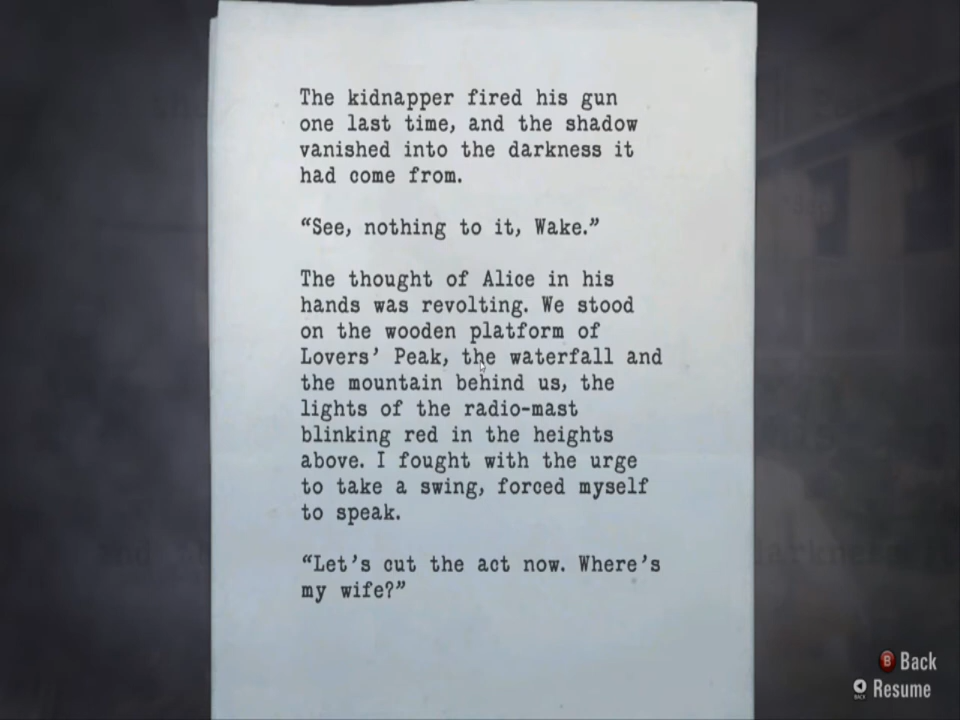 The kidnapper fired his gun
one last time, and the shadow
vanished into the darkness it
had come from.
“See, nothing to it, Wake.”
The thought of Alice in his
hands was revolting. We stood
on the wooden platform of
Lovers’ Peak, the waterfall and
the mountain behind us, the
lights of the radio-mast
blinking red in the heights
above. I fought with the urge
to take a swing, forced myself
to speak.
“Let’s cut the act now. Where’s
my wife?”
B Back
BACK Resume